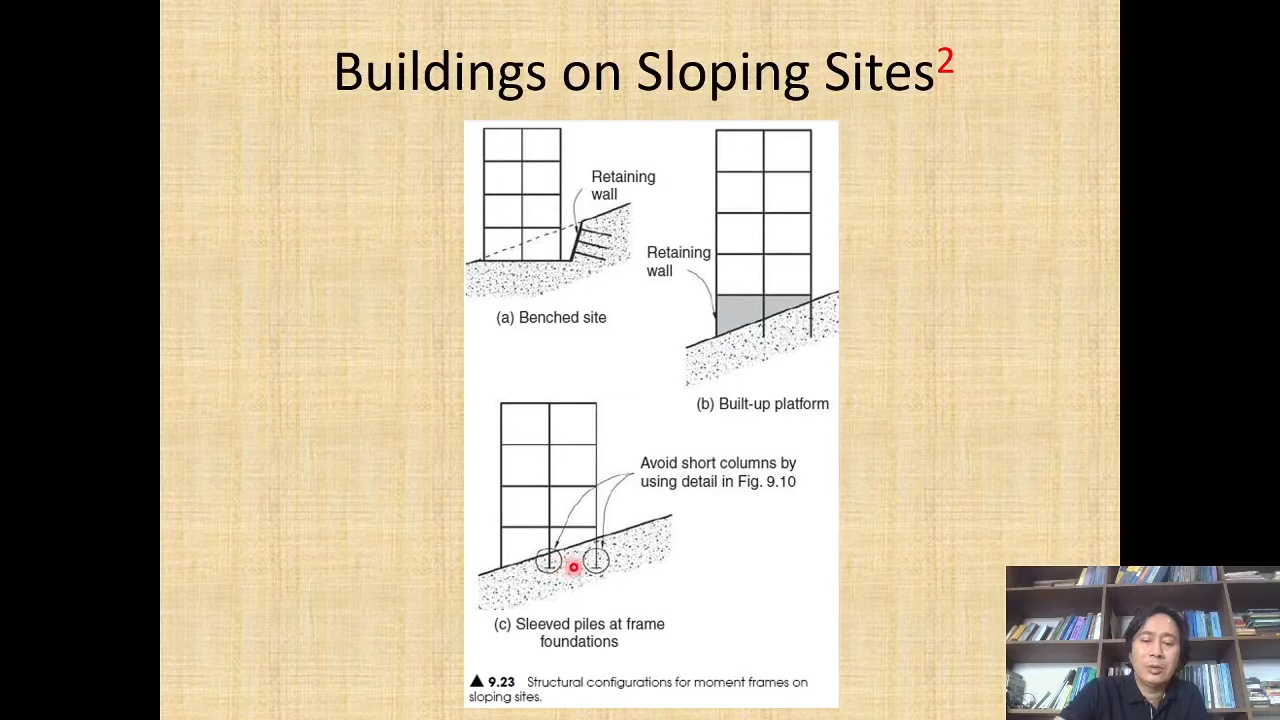 Buildings on Sloping Sites2
Retaining
wall
(a) Benched site
Retaining
wall
(b) Built-up platform
Avoid short columns by
using detail in Fig. 9.10
(c) Sleeved piles at frame
foundations
▲ 9.23 Structural configurations for moment frames on
sloping sites.